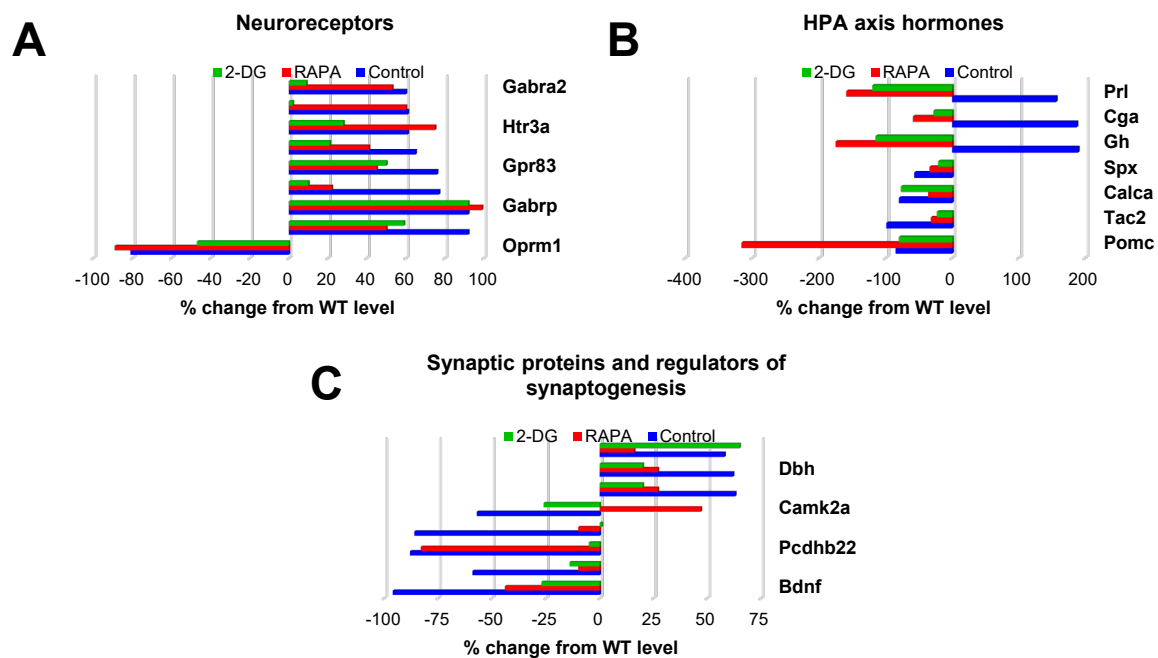 A
Neuroreceptors
2-DG RAPA Control
Gabra2
Htr3a
Gpr83
Gabrp
Oprm1
-100 -80 -60 -40 -20 0 20 40 60 80 100
% change from WT level
B
HPA axis hormones
2-DG RAPA Control
Prl
Cga
Gh
Spx
Calca
Tac2
Pomc
-400 -300 -200 -100 0 100 200
% change from WT level
C
Synaptic proteins and regulators of
synaptogenesis
2-DG RAPA Control
Dbh
Camk2a
Pcdhb22
Bdnf
-100 -75 -50 -25 0 25 50 75
% change from WT level